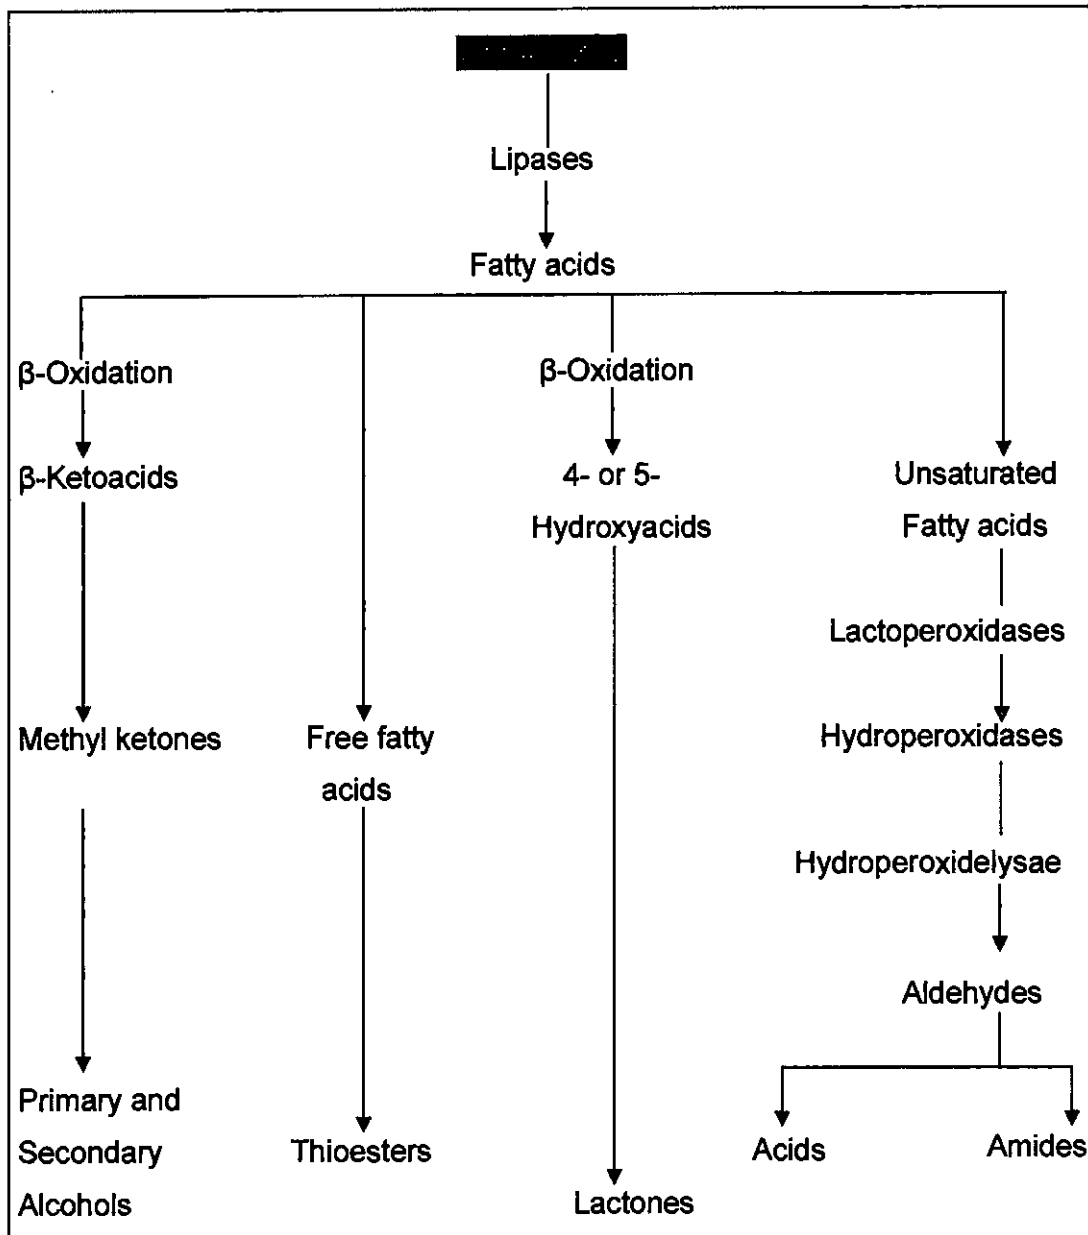 Lipases
Fatty acids
β-Oxidation
β-Ketoacids
Methyl ketones
Primary and
Secondary
Alcohols
Free fatty
acids
Thioesters
β-Oxidation
4- or 5-
Hydroxyacids
Lactones
Unsaturated
Fatty acids
Lactoperoxidases
Hydroperoxidases
Hydroperoxidelysae
Aldehydes
Acids
Amides